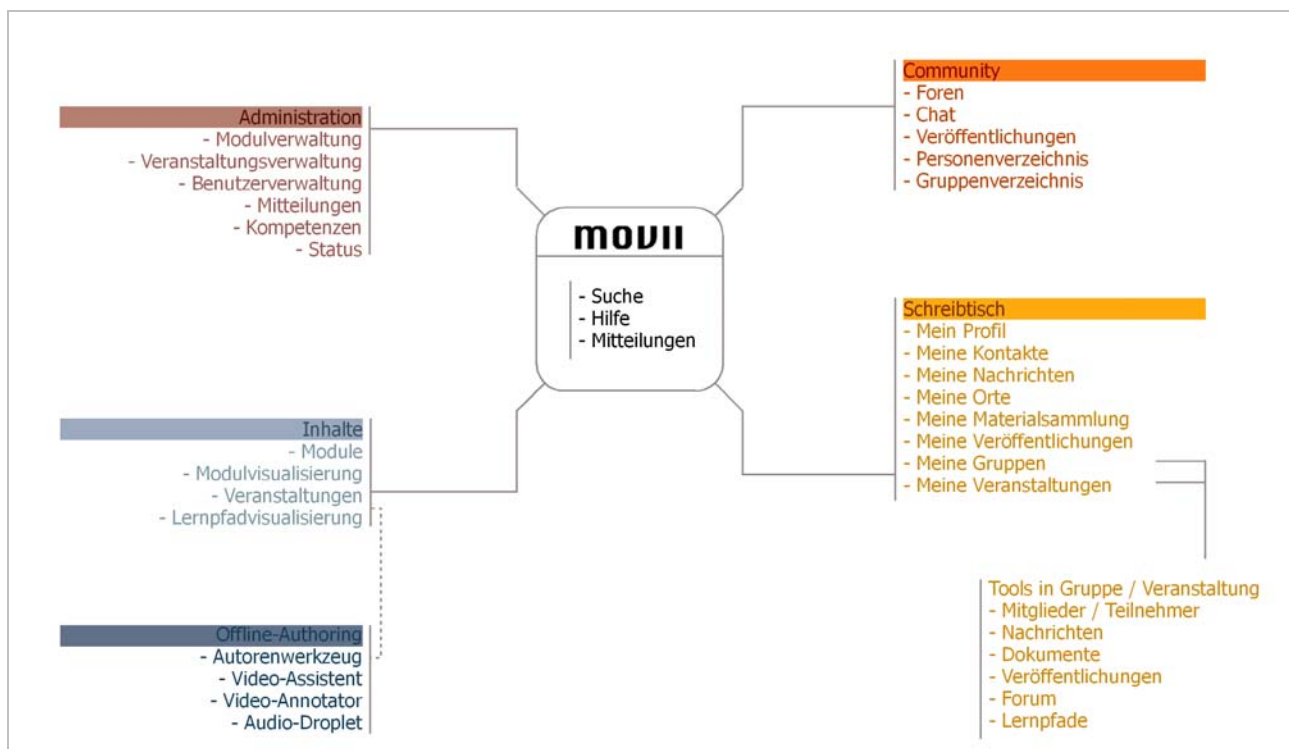 Administration
- Modulverwaltung
- Veranstaltungsverwaltung
- Benutzerverwaltung
- Mitteilungen
- Kompetenzen
- Status
Community
- Foren
- Chat
- Veröffentlichungen
- Personenverzeichnis
- Gruppenverzeichnis
movii
- Suche
- Hilfe
- Mitteilungen
Inhalte
- Module
- Modulvisualisierung
- Veranstaltungen
- Lernpfadvisualisierung
Schreibtisch
- Mein Profil
- Meine Kontakte
- Meine Nachrichten
- Meine Orte
- Meine Materialsammlung
- Meine Veröffentlichungen
- Meine Gruppen
- Meine Veranstaltungen
Offline-Authoring
- Autorenwerkzeug
- Video-Assistent
- Video-Annotator
- Audio-Droplet
Tools in Gruppe / Veranstaltung
- Mitglieder / Teilnehmer
- Nachrichten
- Dokumente
- Veröffentlichungen
- Forum
- Lernpfade